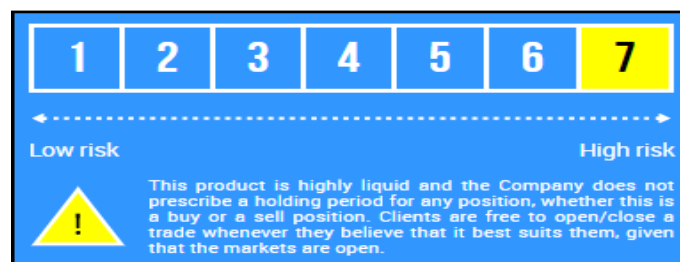 1 2 3 4 5 6 7
Low risk High risk
!
This product is highly liquid and the Company does not
prescribe a holding period for any position, whether this is
a buy or a sell position. Clients are free to open/close a
trade whenever they believe that it best suits them, given
that the markets are open.